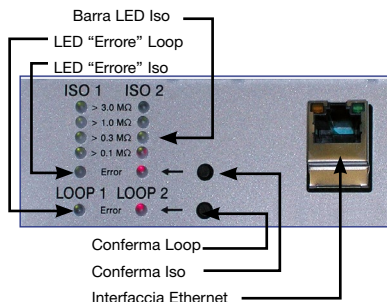 Barra LED Iso
LED “Errore” Loop
LED “Errore” Iso
ISO 1 ISO 2
> 3.0 MΩ
> 1.0 MΩ
> 0.3 MΩ
> 0.1 MΩ
Error
LOOP 1 LOOP 2
Error
Conferma Loop
Conferma Iso
Interfaccia Ethernet